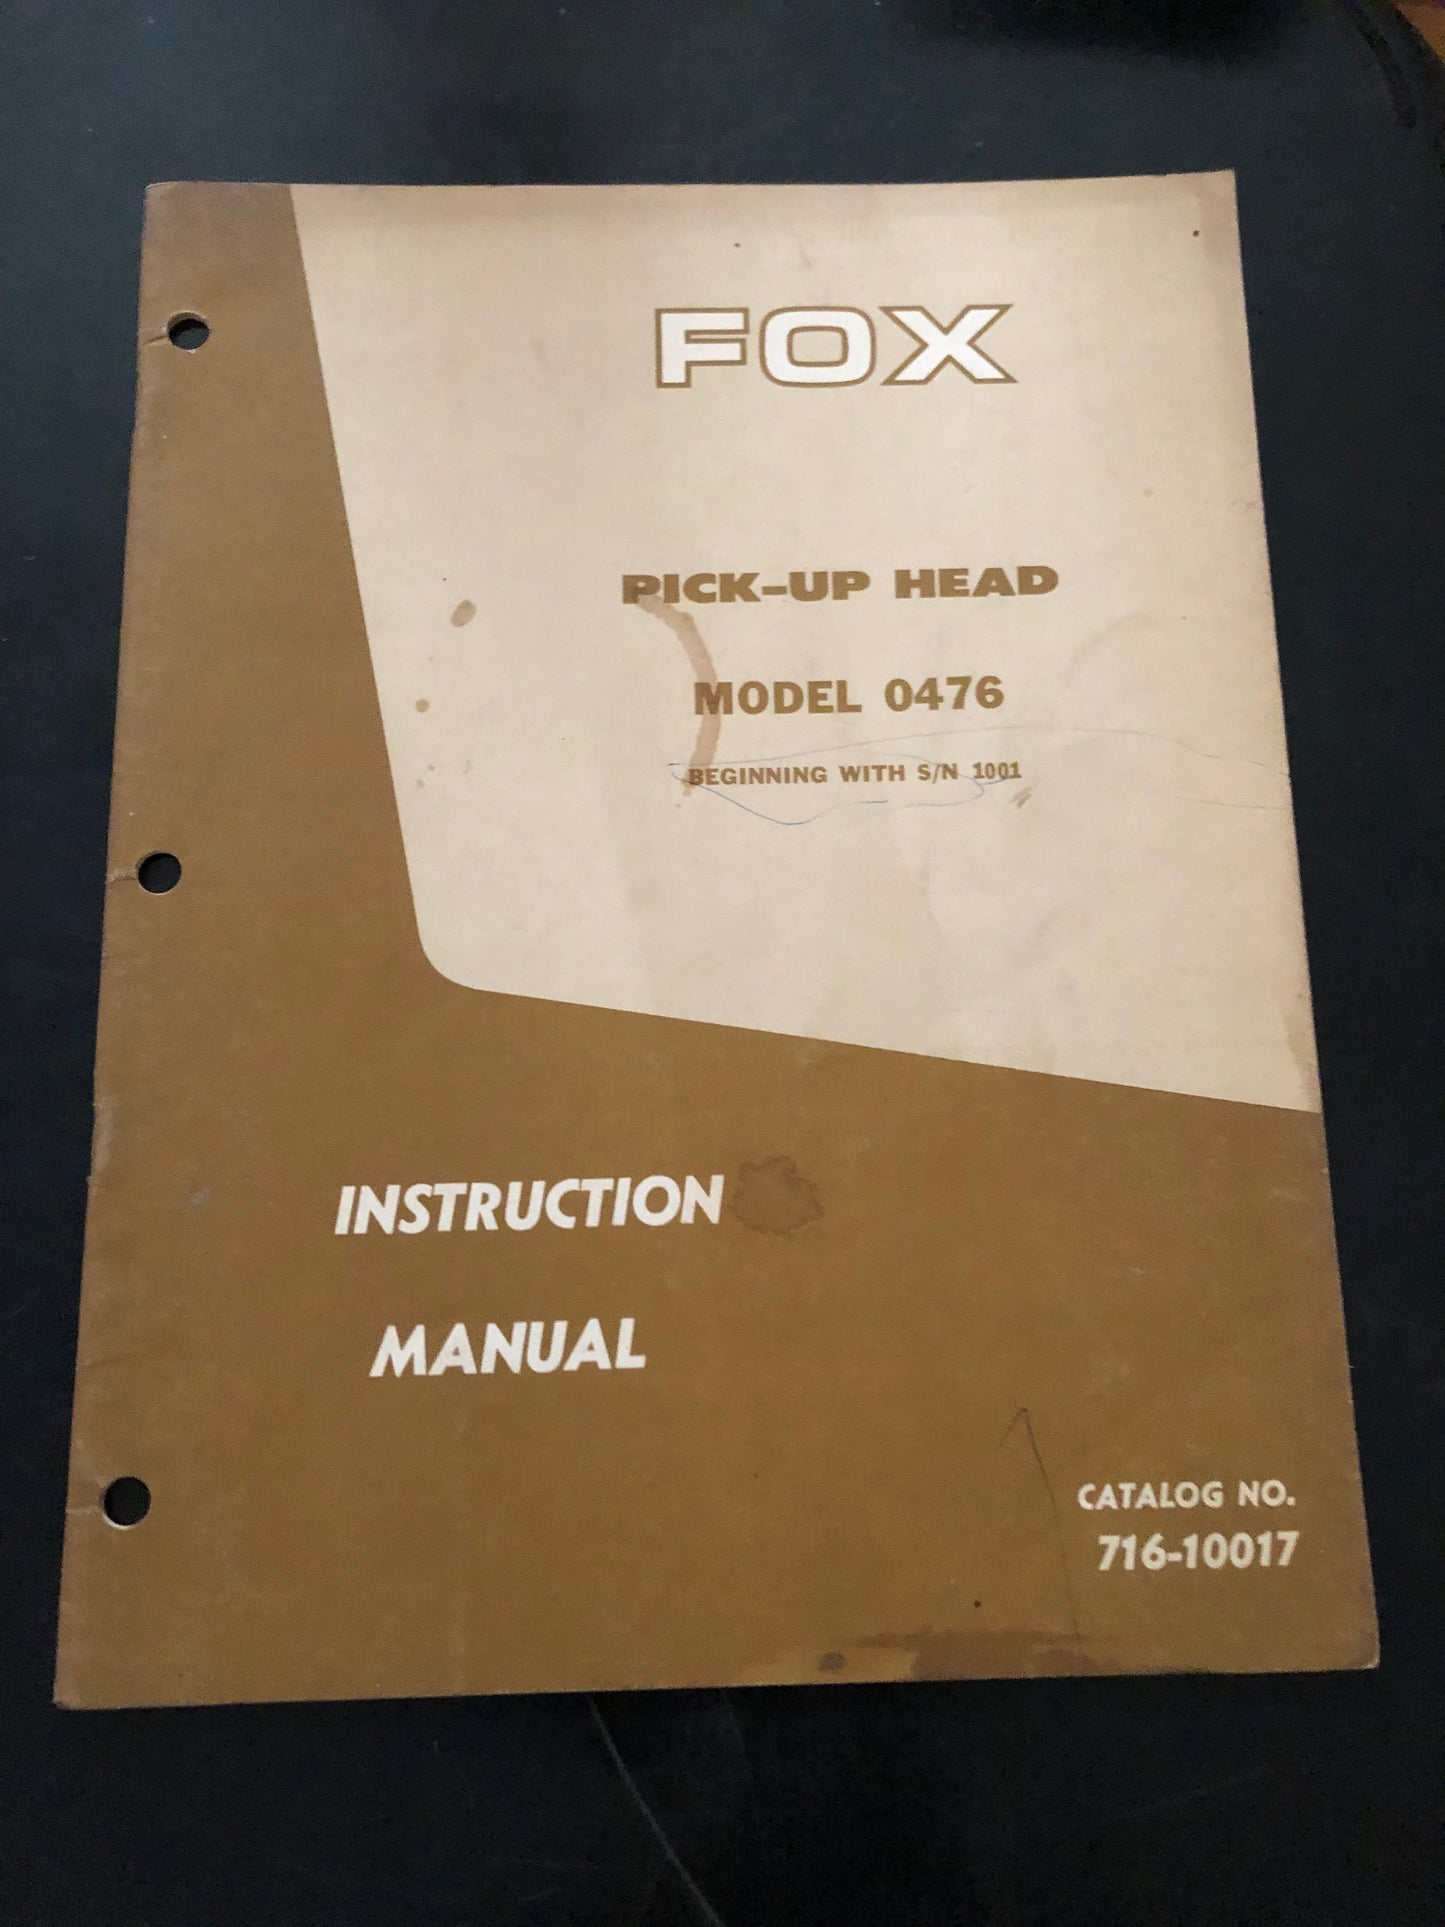 FOX
PICK-UP HEAD
MODEL 0476
BEGINNING WITH S/N 1001
INSTRUCTION
MANUAL
CATALOG NO.
716-10017